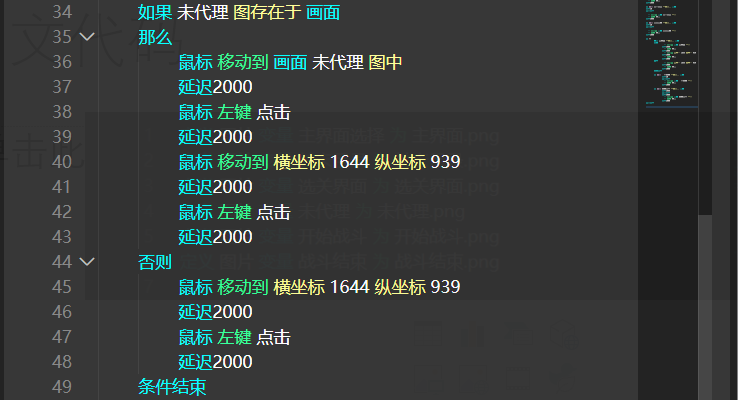 34 如果 未代理 图存在于 画面
35 那么
36 鼠标 移动到 画面 未代理 图中
37 延迟2000
38 鼠标 左键 点击
39 延迟2000
40 鼠标 移动到 横坐标 1644 纵坐标 939
41 延迟2000
42 鼠标 左键 点击
43 延迟2000
44 否则
45 鼠标 移动到 横坐标 1644 纵坐标 939
46 延迟2000
47 鼠标 左键 点击
48 延迟2000
49 条件结束